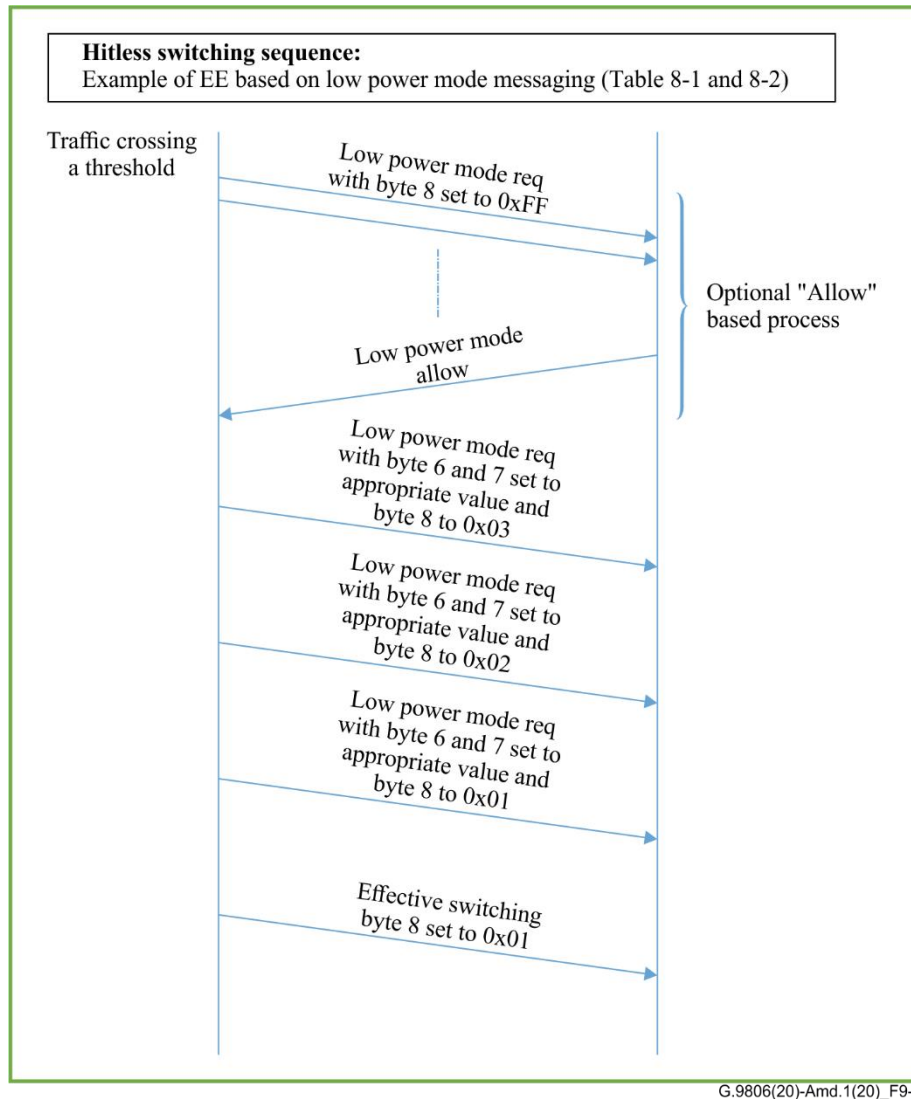 Hitless switching sequence:
Example of EE based on low power mode messaging (Table 8-1 and 8-2)
Traffic crossing
a threshold
Low power mode req
with byte 8 set to 0xFF
Optional "Allow"
based process
Low power mode
allow
Low power mode req
with byte 6 and 7 set to
appropriate value and
byte 8 to 0x03
Low power mode req
with byte 6 and 7 set to
appropriate value and
byte 8 to 0x02
Low power mode req
with byte 6 and 7 set to
appropriate value and
byte 8 to 0x01
Effective switching
byte 8 set to 0x01
G.9806(20)-Amd.1(20)_F9-